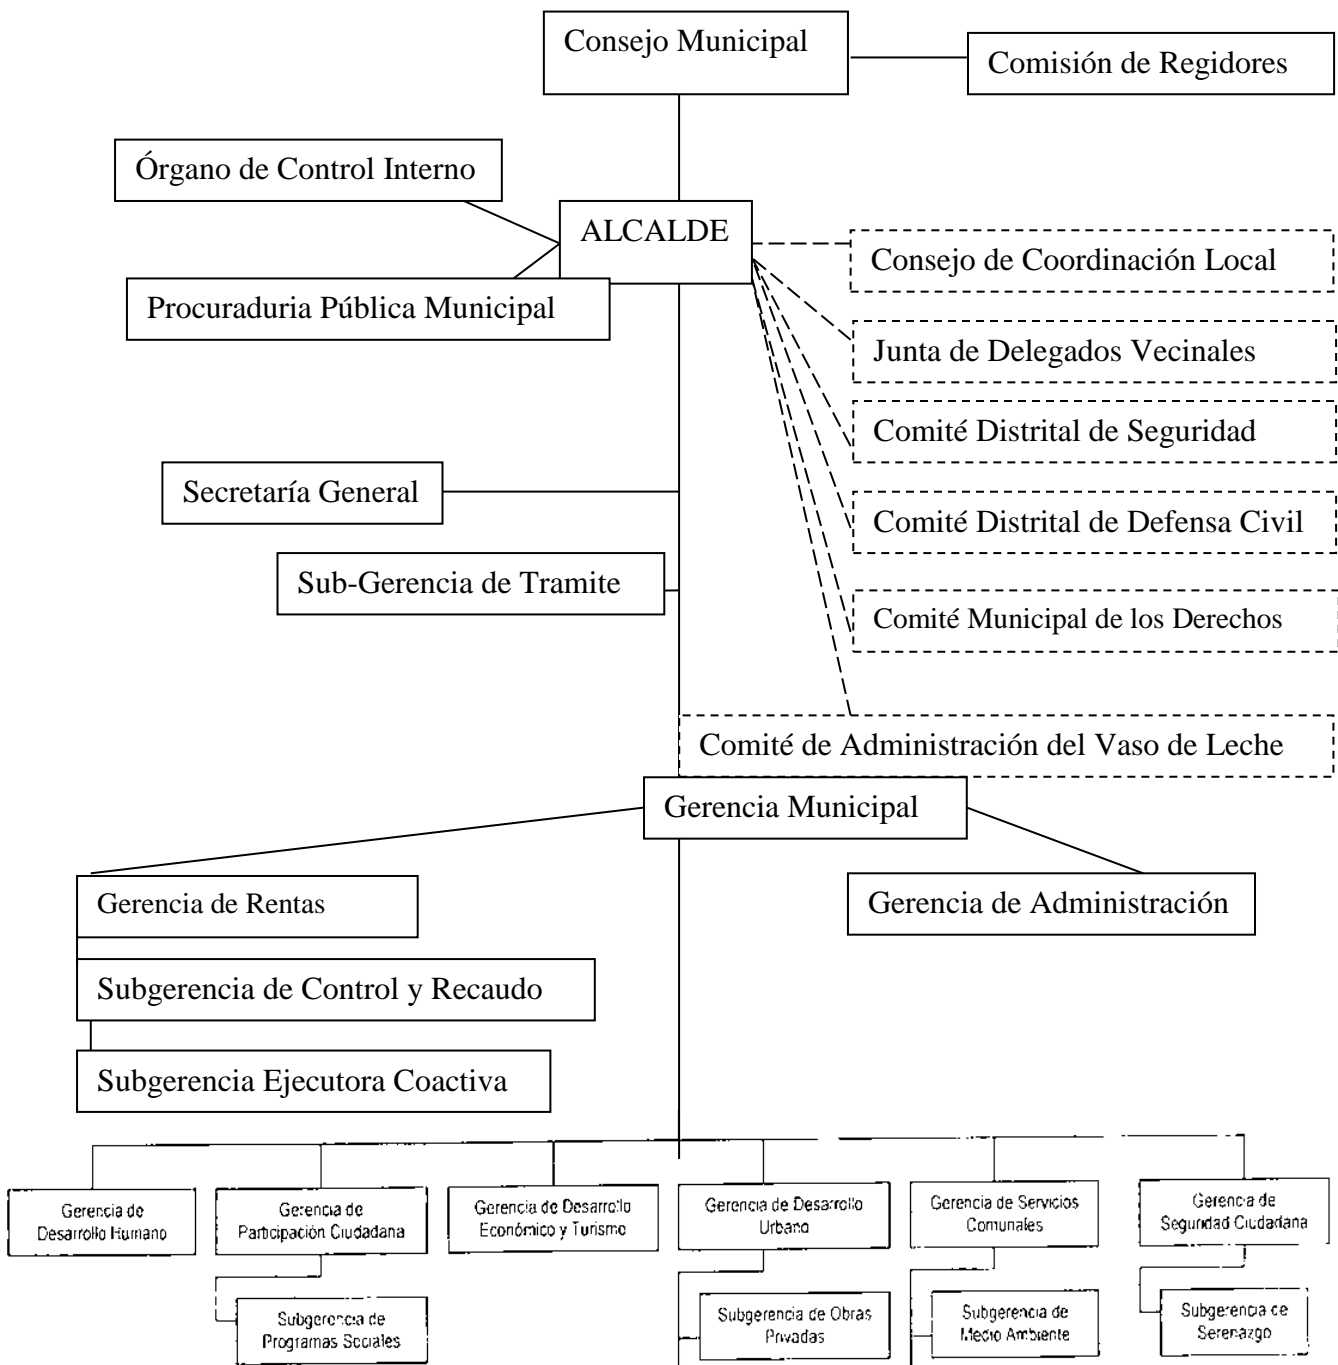 Consejo Municipal
Comisión de Regidores
Órgano de Control Interno
ALCALDE
Procuraduria Pública Municipal
Consejo de Coordinación Local
Junta de Delegados Vecinales
Comité Distrital de Seguridad
Secretaría General
Comité Distrital de Defensa Civil
Sub-Gerencia de Tramite
Comité Municipal de los Derechos
Comité de Administración del Vaso de Leche
Gerencia Municipal
Gerencia de Rentas
Gerencia de Administración
Subgerencia de Control y Recaudo
Subgerencia Ejecutora Coactiva
Gerencia de
Desarrollo Humano
Gerencia de
Participación Ciudadana
Gerencia de Desarrollo
Económico y Turismo
Gerencia de Desarrollo
Urbano
Gerencia de Servicios
Comunales
Gerencia de
Seguridad Ciudadana
Subgerencia de
Programas Sociales
Subgerencia de Obras
Privadas
Subgerencia de
Medio Ambiente
Subgerencia de
Serenazgo